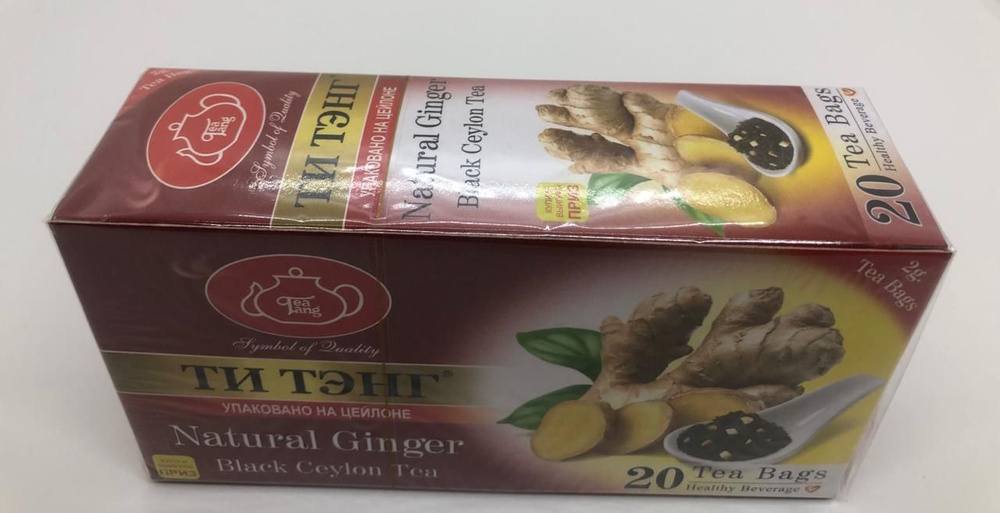 Tea
Tang
Symbol of Quality
ТИ ТЭНГ
УПАКОВАНО НА ЦЕЙЛОНЕ
Natural Ginger
Black Ceylon Tea
ПРИЗ
20 Tea Bags
Healthy Beverage
2g.
Tea Bags
Tea
Tang
Symbol of Quality
ТИ ТЭНГ®
УПАКОВАНО НА ЦЕЙЛОНЕ
Natural Ginger
Black Ceylon Tea
ПРИЗ
20 Tea Bags
Healthy Beverage